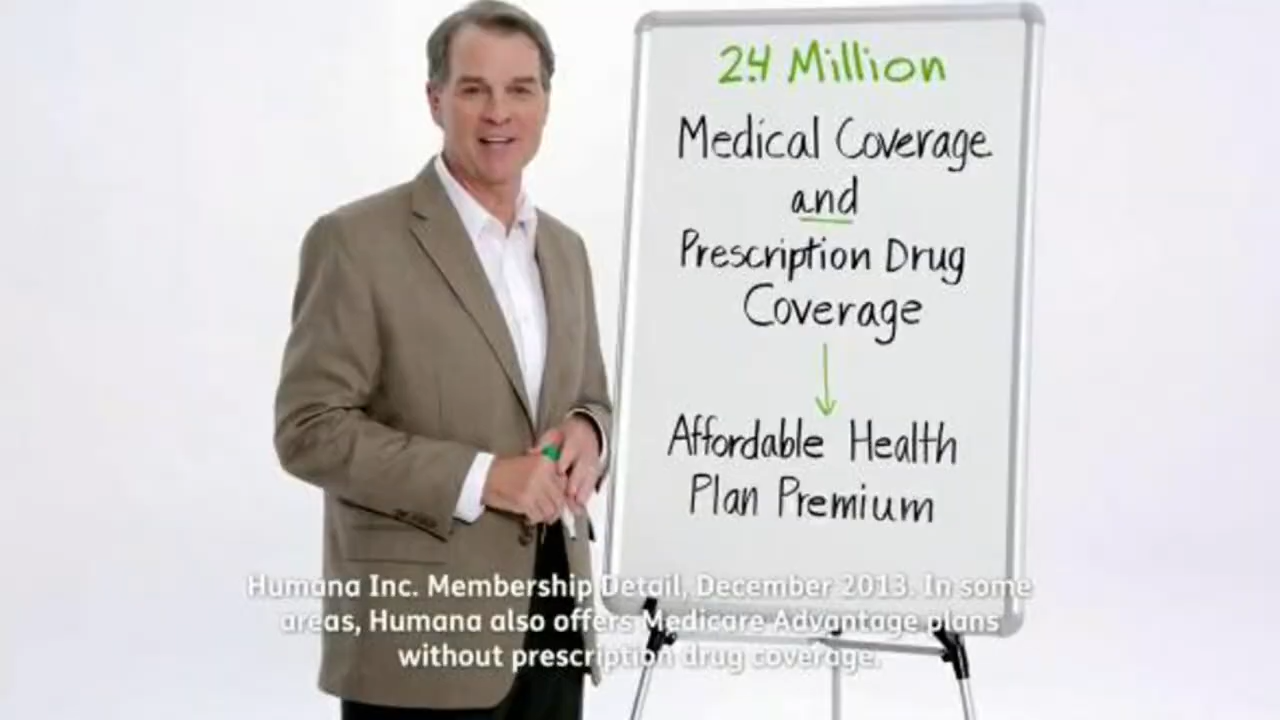 2.4 Million
Medical Coverage
and
Prescription Drug
Coverage
Affordable Health
Plan Premium
Humana Inc. Membership Detail, December 2013. In some
areas, Humana also offers Medicare Advantage plans
without prescription drug coverage.